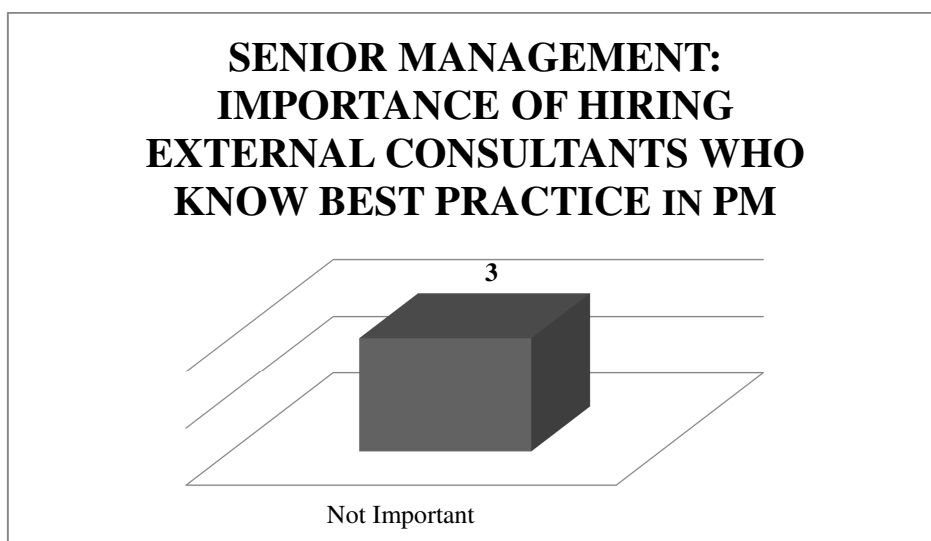 SENIOR MANAGEMENT:
IMPORTANCE OF HIRING
EXTERNAL CONSULTANTS WHO
KNOW BEST PRACTICE IN PM
3
Not Important